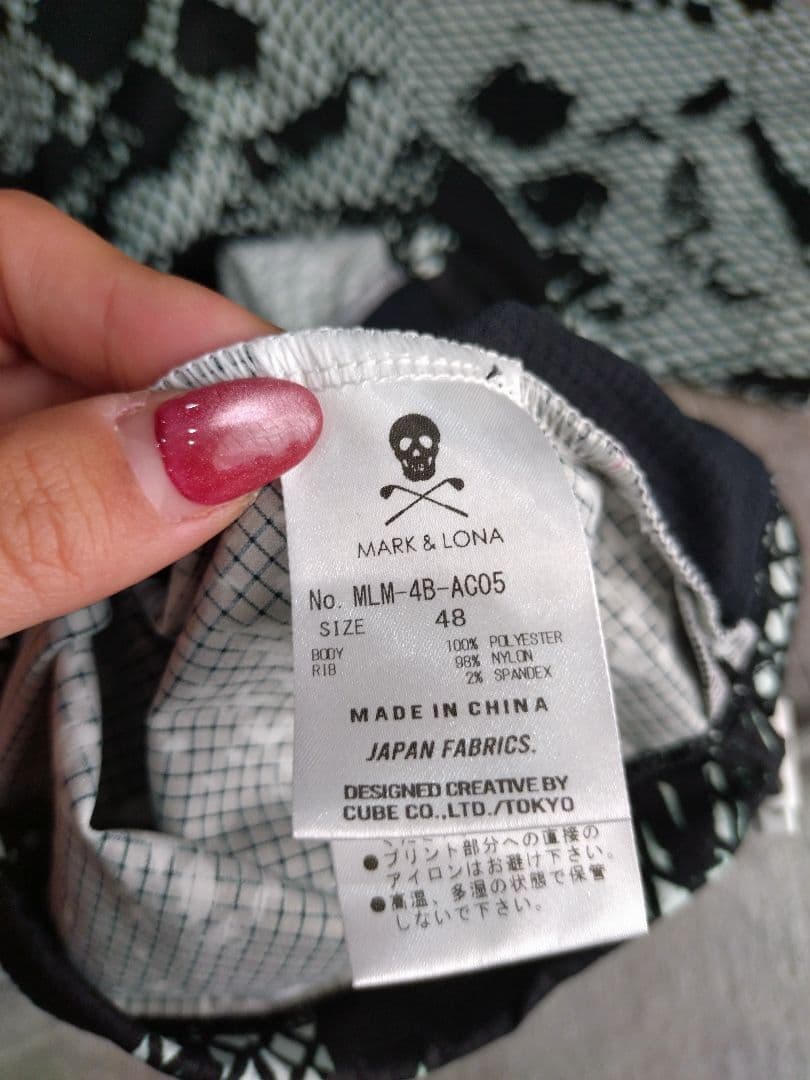 MARK & LONA
No. MLM-4B-AC05
SIZE 48
BODY 100% POLYESTER
RIB 98% NYLON
2% SPANDEX
MADE IN CHINA
JAPAN FABRICS.
DESIGNED CREATIVE BY
CUBE CO.,LTD./TOKYO
●プリント部分への直接の
アイロンはお避け下さい。
●高温、多湿の状態で保管
しないで下さい。